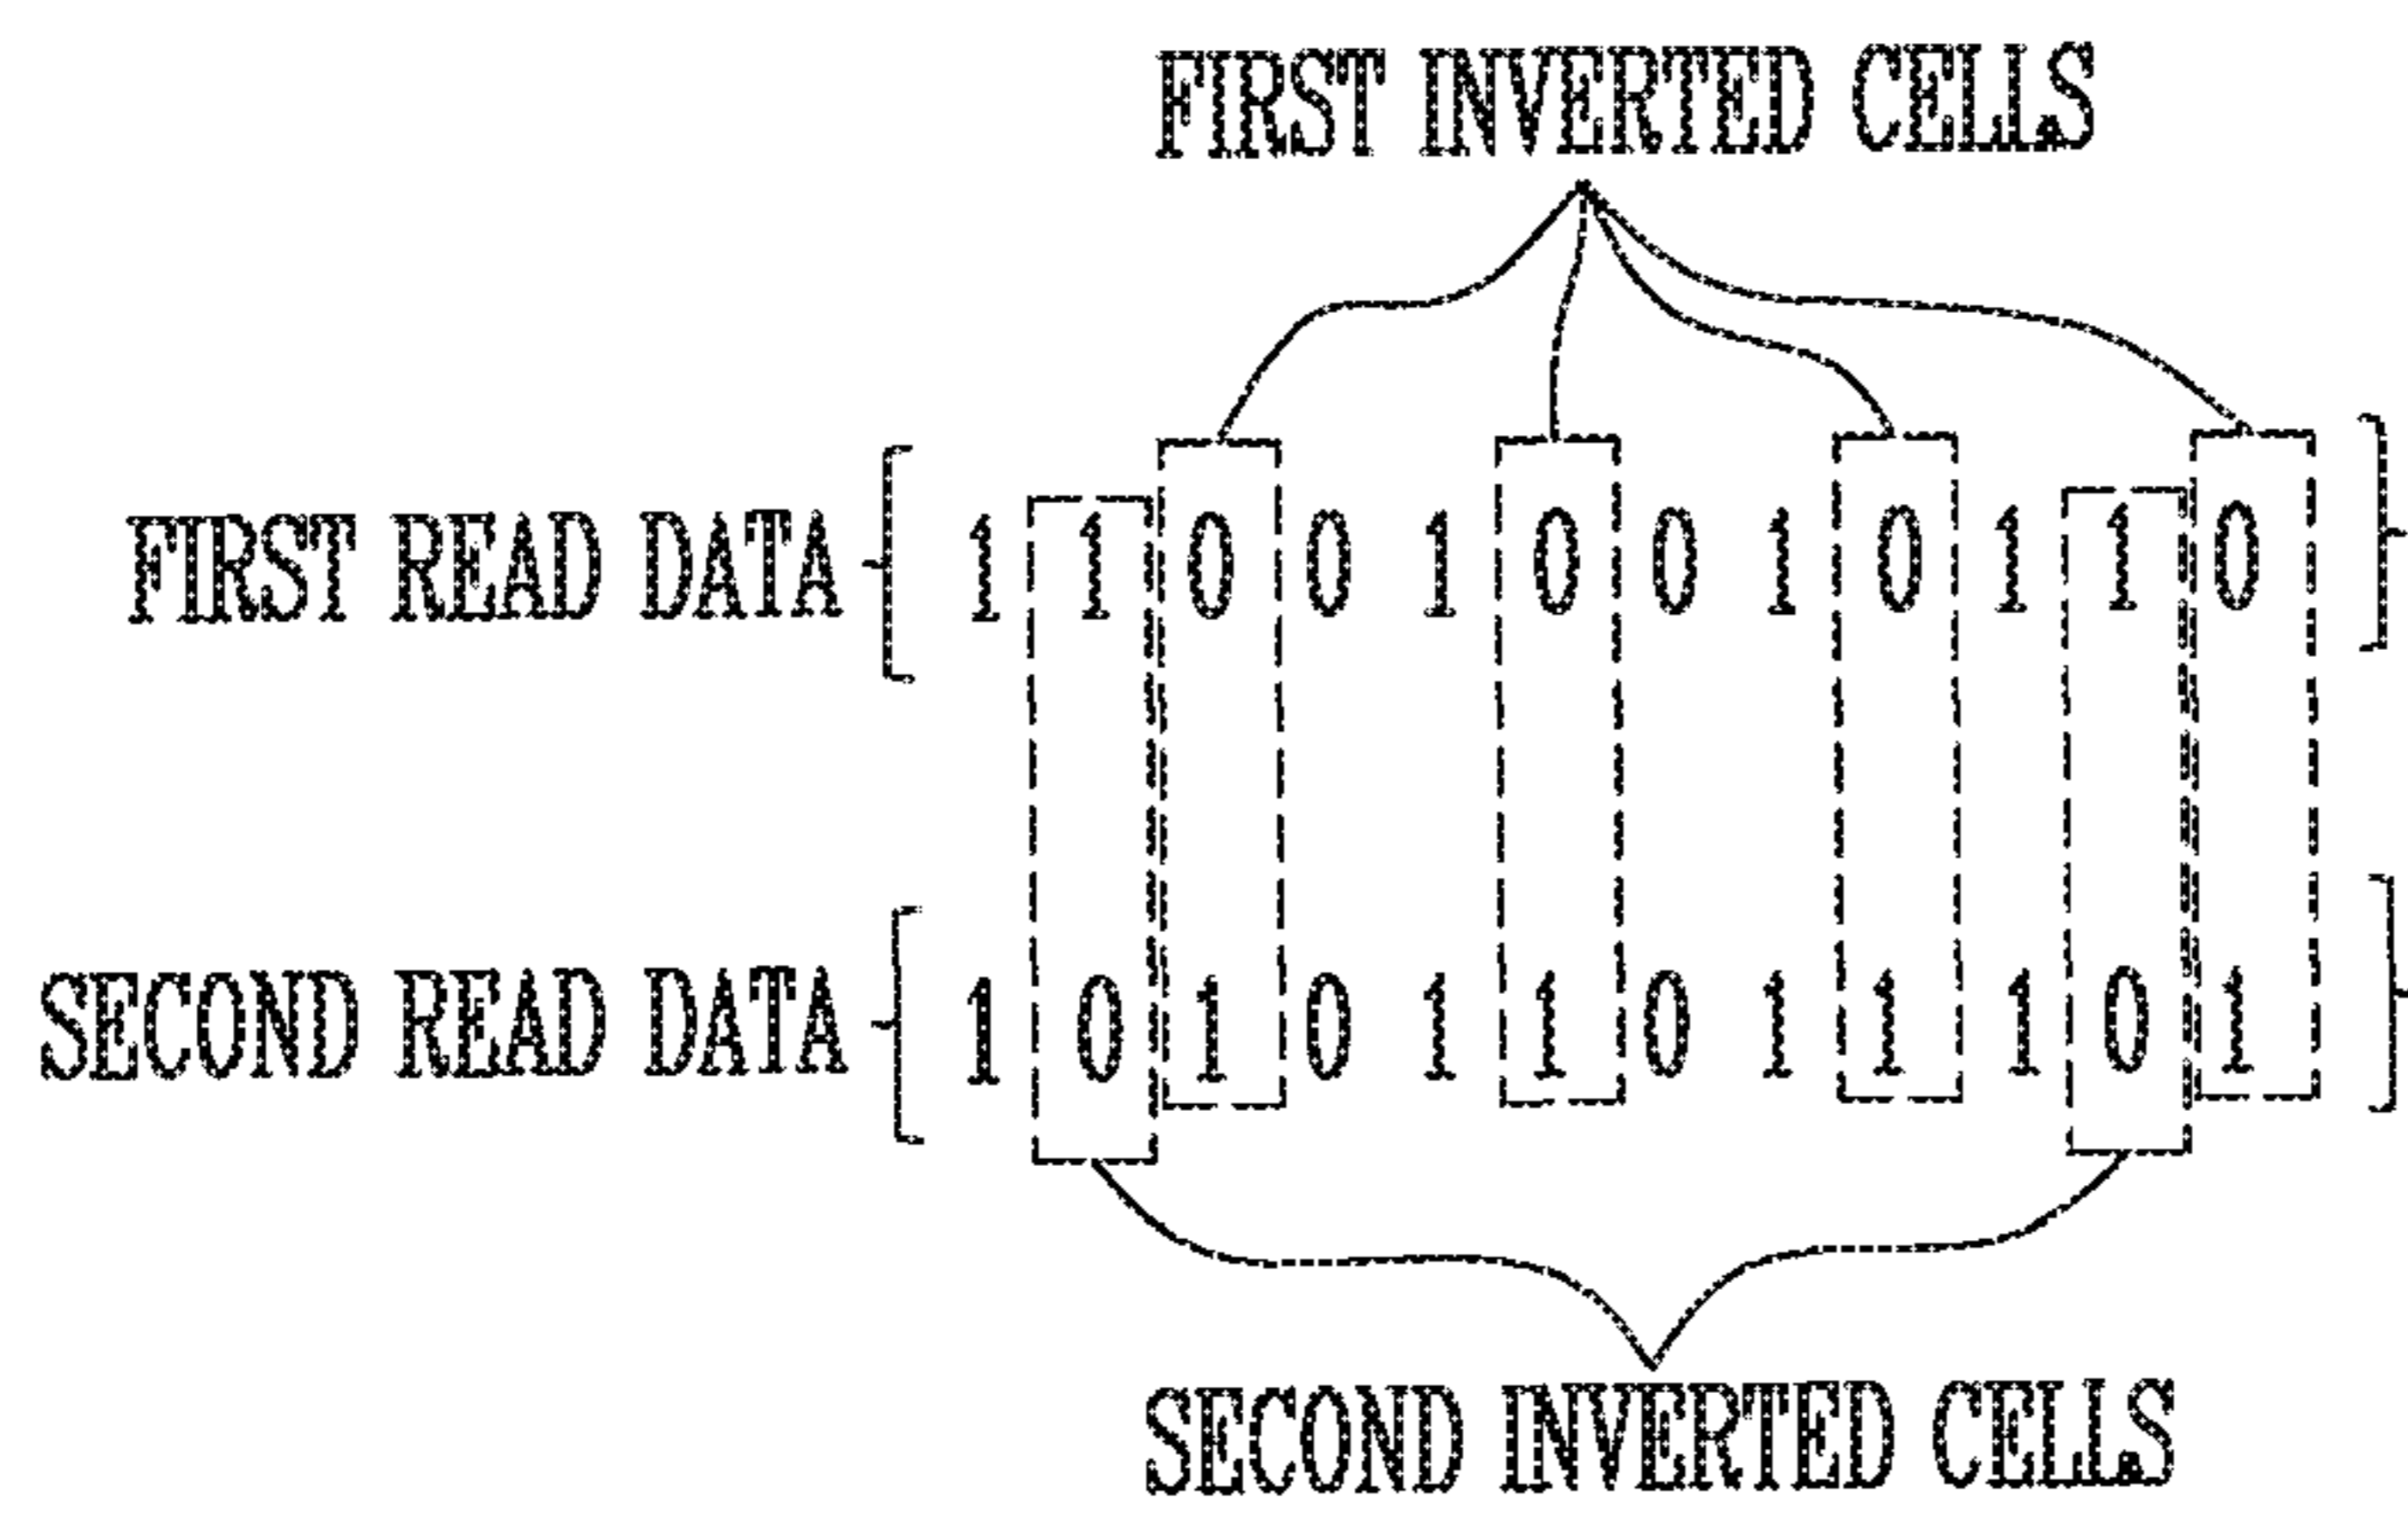 FIRST INVERTED CELLS
FIRST READ DATA 1 1 0 0 1 0 0 1 0 1 1 0
SECOND READ DATA 1 0 1 0 1 1 0 1 1 1 0 1
SECOND INVERTED CELLS